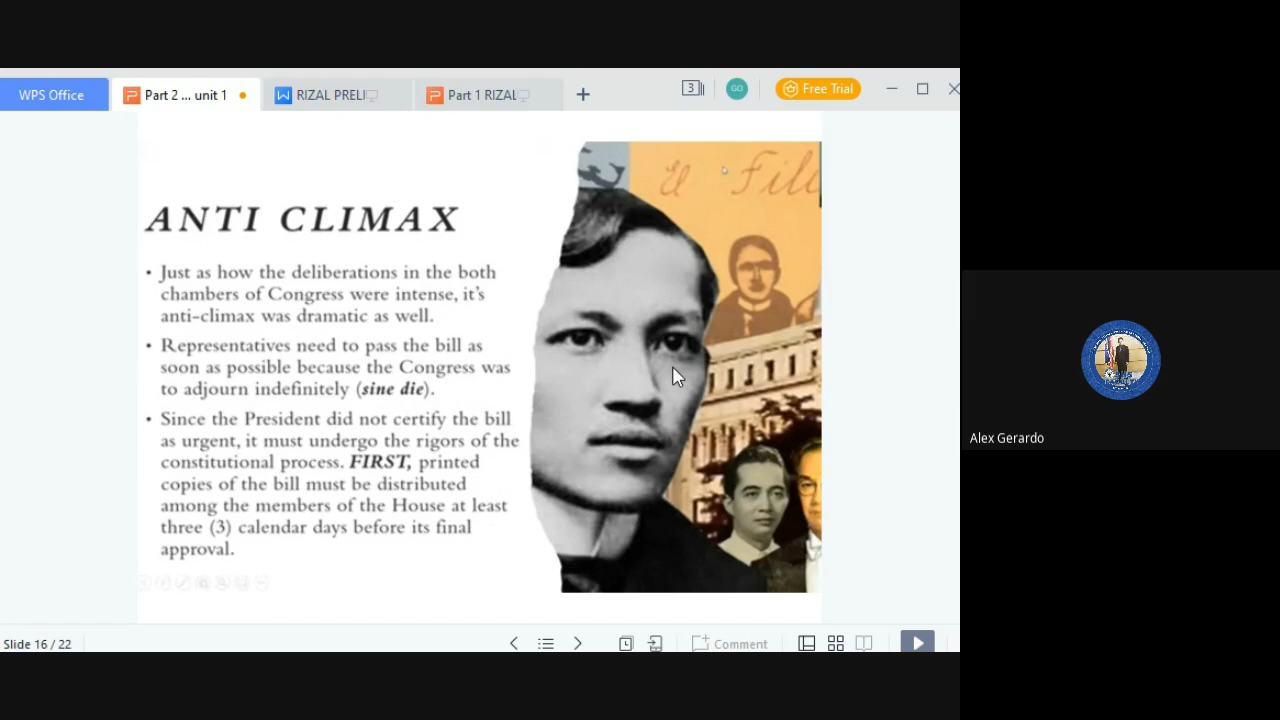 WPS Office
Part 2 ... unit 1
RIZAL PRELI
Part 1 RIZAL
3
GO
Free Trial
El Fili
ANTI CLIMAX
• Just as how the deliberations in the both
chambers of Congress were intense, it's
anti-climax was dramatic as well.
• Representatives need to pass the bill as
soon as possible because the Congress was
to adjourn indefinitely (sine die).
• Since the President did not certify the bill
as urgent, it must undergo the rigors of the
constitutional process. FIRST, printed
copies of the bill must be distributed
among the members of the House at least
three (3) calendar days before its final
approval.
Alex Gerardo
Slide 16 / 22
Comment